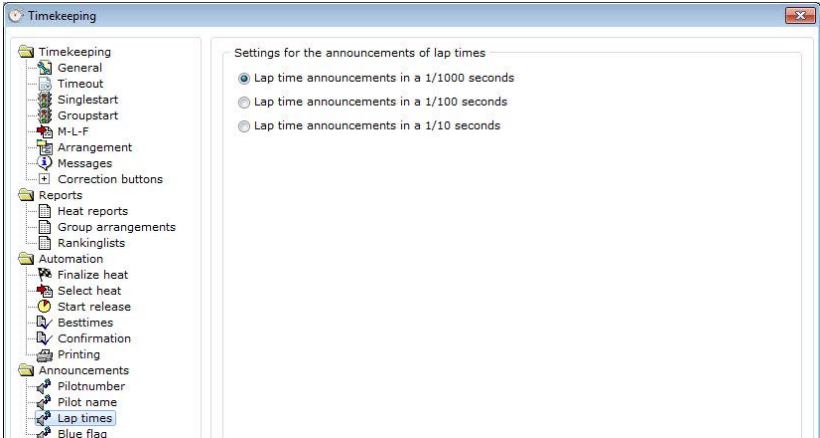 Timekeeping
Timekeeping
General
Timeout
Singlestart
Groupstart
M-L-F
Arrangement
Messages
Correction buttons
Reports
Heat reports
Group arrangements
Rankinglists
Automation
Finalize heat
Select heat
Start release
Besttimes
Confirmation
Printing
Announcements
Pilotnumber
Pilot name
Lap times
Blue flag
Settings for the announcements of lap times
Lap time announcements in a 1/1000 seconds
Lap time announcements in a 1/100 seconds
Lap time announcements in a 1/10 seconds